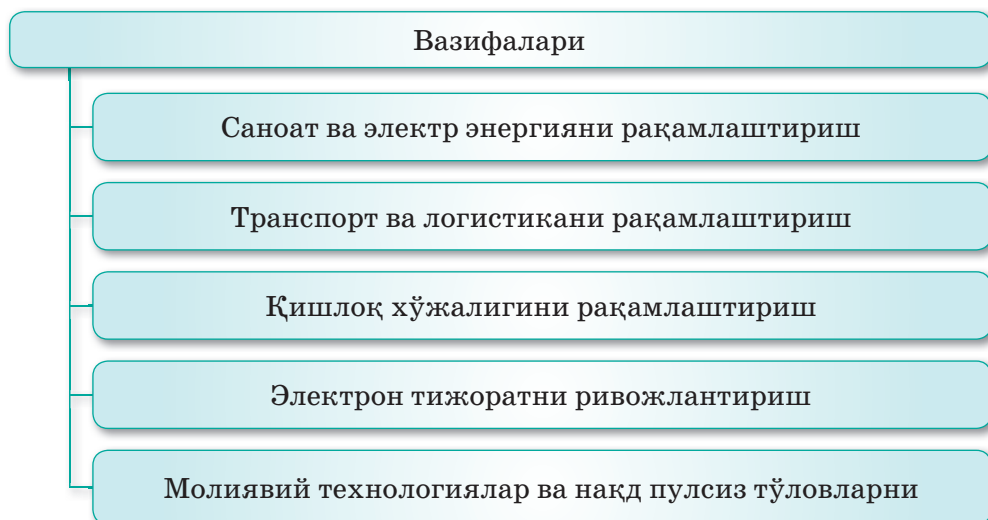 Вазифалари
Саноат ва электр энергияни рақамлаштириш
Транспорт ва логистикани рақамлаштириш
Қишлоқ хўжалигини рақамлаштириш
Электрон тижоратни ривожлантириш
Молиявий технологиялар ва нақд пулсиз тўловларни